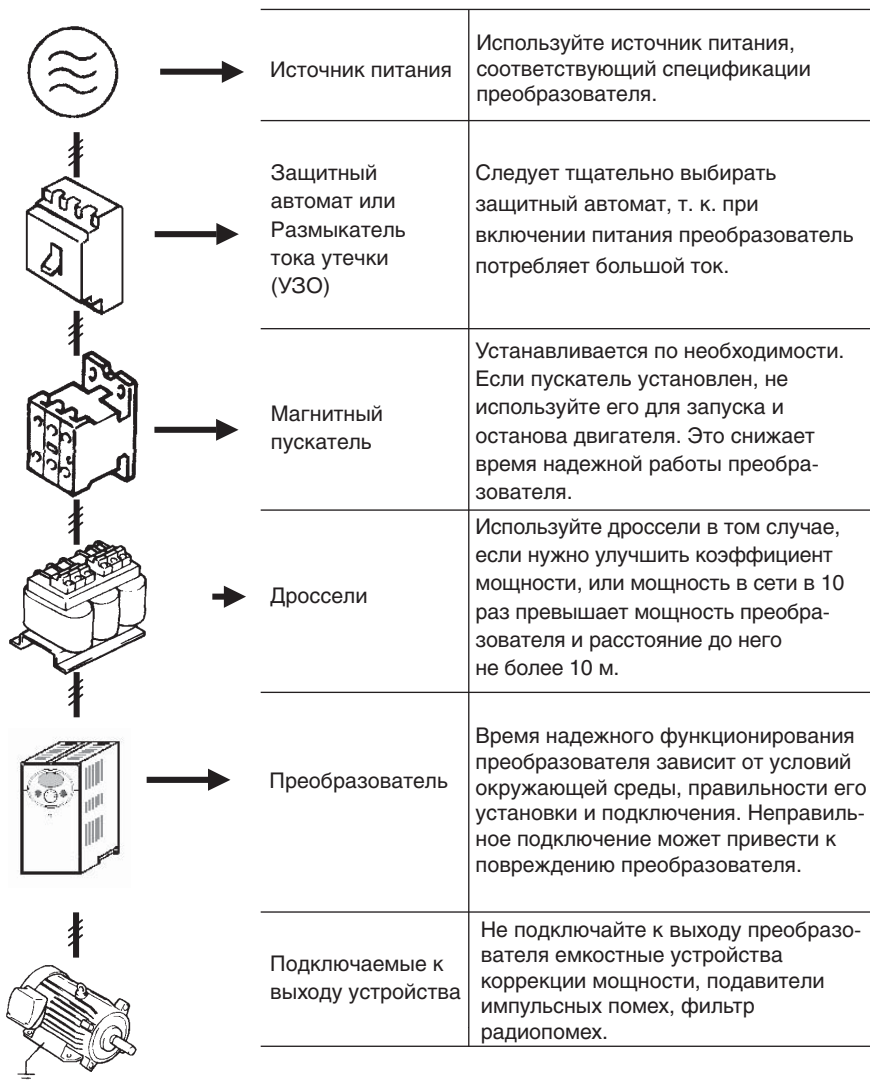 Источник питания
Используйте источник питания,
соответствующий спецификации
преобразователя.
Защитный
автомат или
Размыкатель
тока утечки
(УЗО)
Следует тщательно выбирать
защитный автомат, т. к. при
включении питания преобразователь
потребляет большой ток.
Магнитный
пускатель
Устанавливается по необходимости.
Если пускатель установлен, не
используйте его для запуска и
останова двигателя. Это снижает
время надежной работы преобра-
зователя.
Дроссели
Используйте дроссели в том случае,
если нужно улучшить коэффициент
мощности, или мощность в сети в 10
раз превышает мощность преобра-
зователя и расстояние до него
не более 10 м.
Преобразователь
Время надежного функционирования
преобразователя зависит от условий
окружающей среды, правильности его
установки и подключения. Неправиль-
ное подключение может привести к
повреждению преобразователя.
Подключаемые к
выходу устройства
Не подключайте к выходу преобразо-
вателя емкостные устройства
коррекции мощности, подавители
импульсных помех, фильтр
радиопомех.